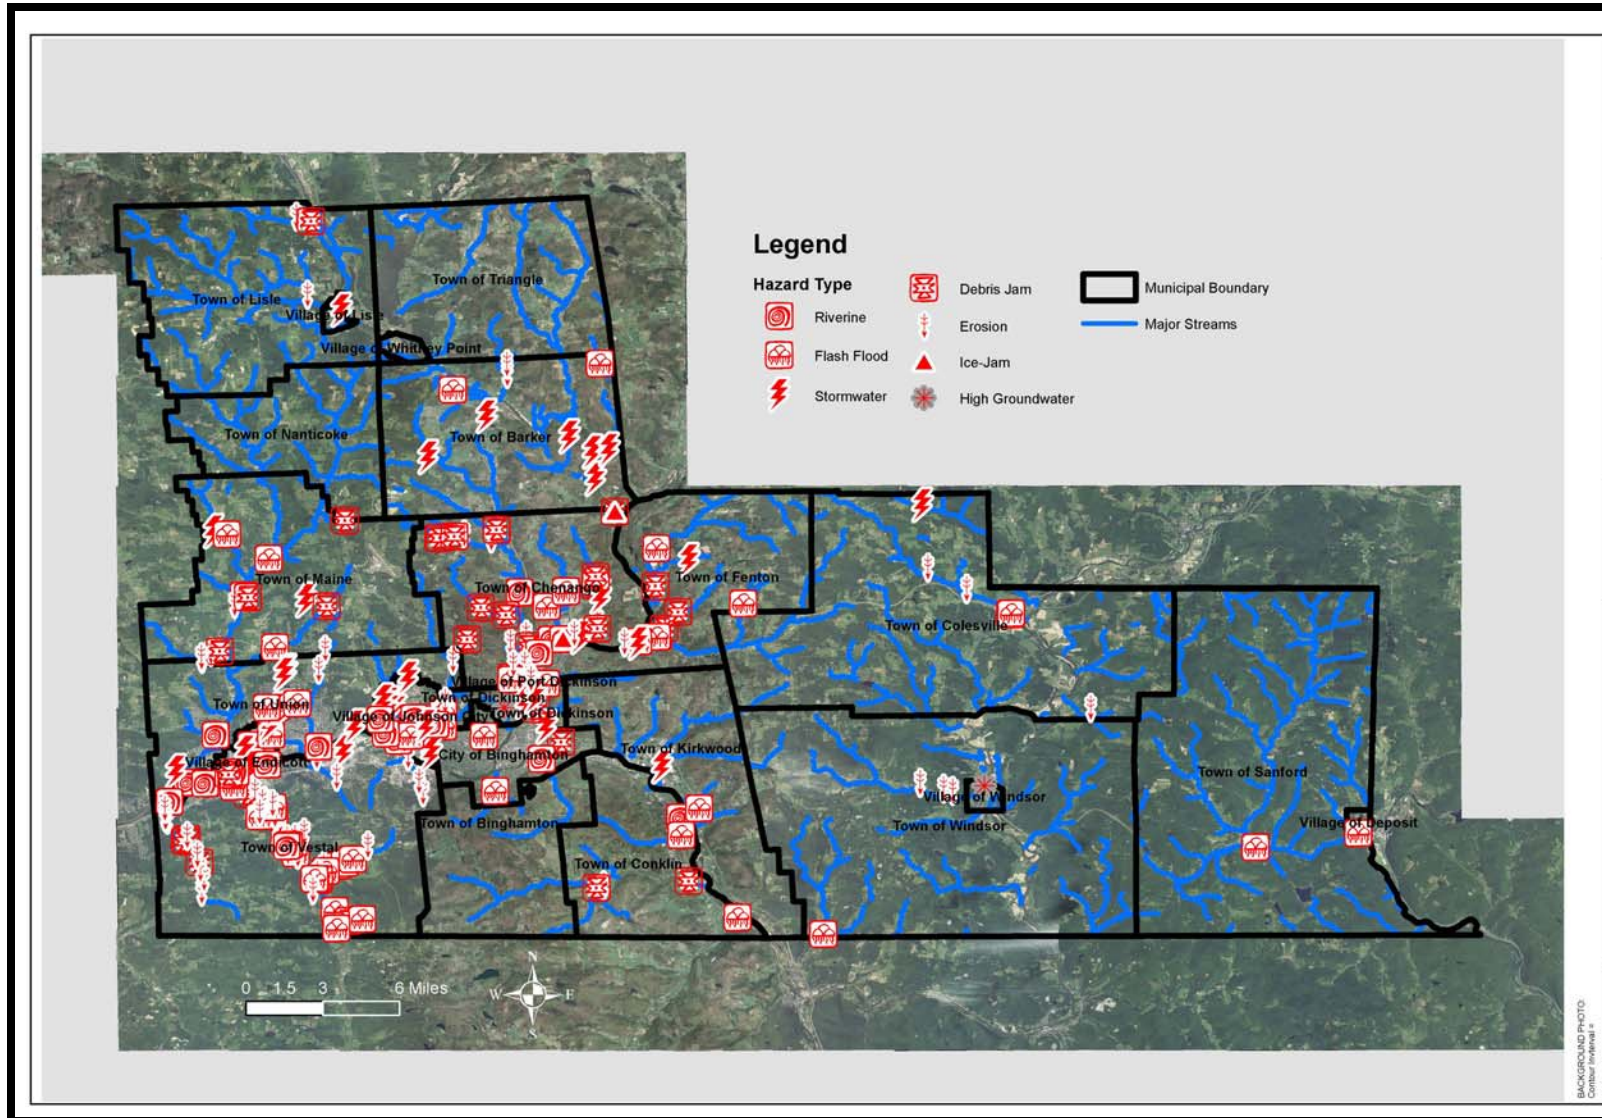 Legend
Hazard Type
Riverine
Flash Flood
Stormwater
Debris Jam
Erosion
Ice-Jam
High Groundwater
Municipal Boundary
Major Streams
Town of Triangle
Town of Lisle
Village of Lisle
Village of Whitney Point
Town of Nanticoke
Town of Barker
Town of Maine
Town of Chenango
Town of Fenton
Town of Colesville
Village of Port Dickinson
Town of Dickinson
Town of Union
Village of Johnson City
Town of Dickinson
City of Binghamton
Town of Kirkwood
Village of Endicott
Town of Sanford
Village of Windsor
Town of Binghamton
Town of Windsor
Village of Deposit
Town of Vestal
Town of Conklin
0 1.5 3 6 Miles
N
W E
S
BACKGROUND PHOTO:
Contour Invterval =